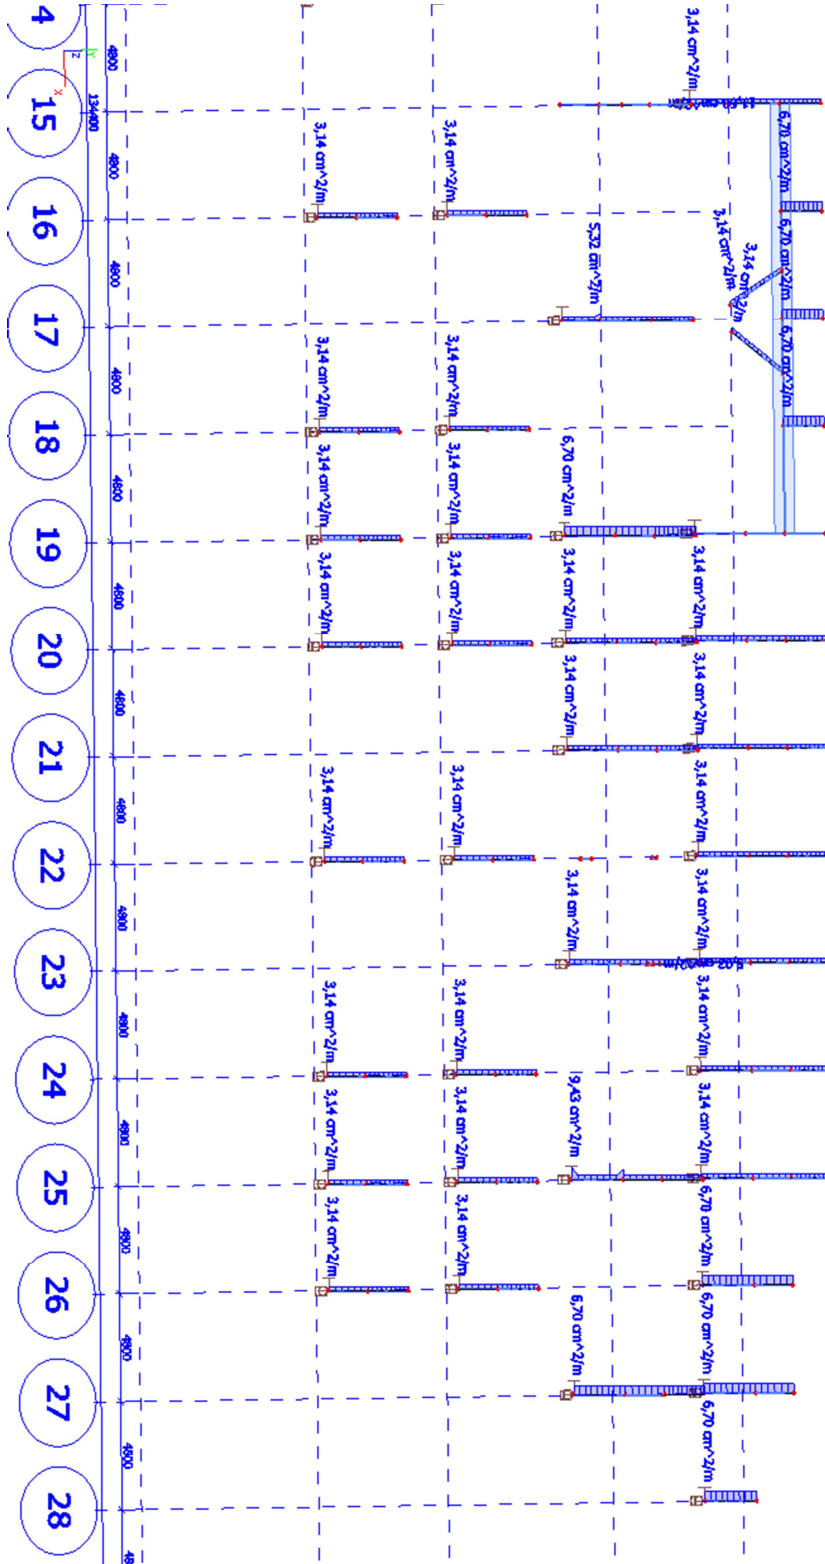 4
4800
Z
Y
X
3,14 cm^2/m
15
134400
4800
3,14 cm^2/m
3,14 cm^2/m
6,70 cm^2/m
16
4800
5,32 cm^2/m
3,14 cm^2/m
3,14 cm^2/m
6,70 cm^2/m
17
4800
3,14 cm^2/m
3,14 cm^2/m
6,70 cm^2/m
18
4800
3,14 cm^2/m
3,14 cm^2/m
6,70 cm^2/m
19
4800
3,14 cm^2/m
3,14 cm^2/m
3,14 cm^2/m
3,14 cm^2/m
20
4800
3,14 cm^2/m
3,14 cm^2/m
21
4800
3,14 cm^2/m
3,14 cm^2/m
3,14 cm^2/m
22
4800
3,14 cm^2/m
3,14 cm^2/m
23
4800
3,14 cm^2/m
3,14 cm^2/m
3,14 cm^2/m
24
4800
3,14 cm^2/m
3,14 cm^2/m
9,43 cm^2/m
3,14 cm^2/m
25
4800
3,14 cm^2/m
3,14 cm^2/m
6,70 cm^2/m
26
4800
6,70 cm^2/m
6,70 cm^2/m
27
4800
6,70 cm^2/m
28